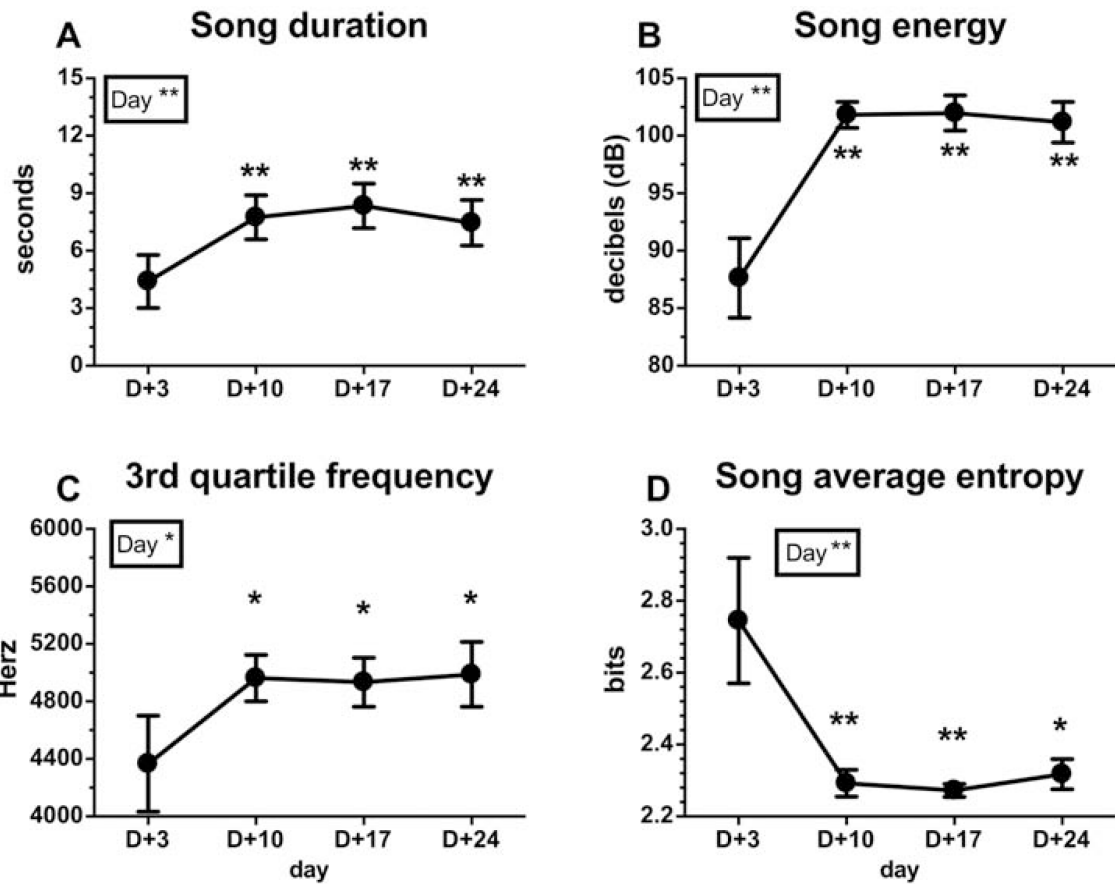 A Song duration
15
12
9
6
3
0
seconds
Day **
**
**
**
D+3 D+10 D+17 D+24
B Song energy
105
100
95
90
85
80
decibels (dB)
Day **
**
**
**
D+3 D+10 D+17 D+24
C 3rd quartile frequency
6000
5600
5200
4800
4400
4000
Herz
Day *
*
*
*
D+3 D+10 D+17 D+24
day
D Song average entropy
3.0
2.8
2.6
2.4
2.2
bits
Day **
**
**
*
D+3 D+10 D+17 D+24
day